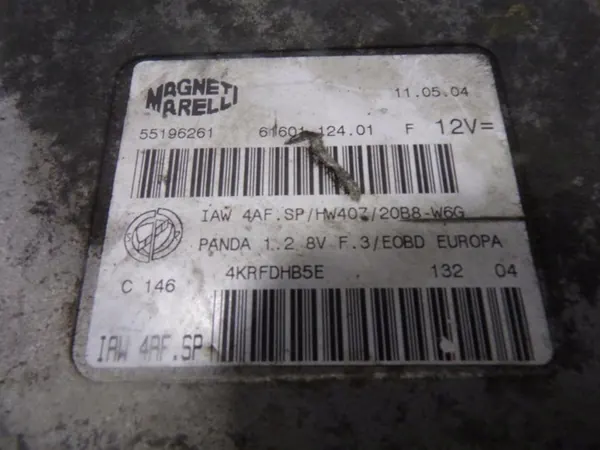 MAGNETI MARELLI
11.05.04
55196261 61601.124.01 F 12V=
IAW 4AF.SP/HW407/20B8-W6G
PANDA 1.2 8V F.3/EOBD EUROPA
C 146 4KRFDHB5E 132 04
IAW 4AF.SP